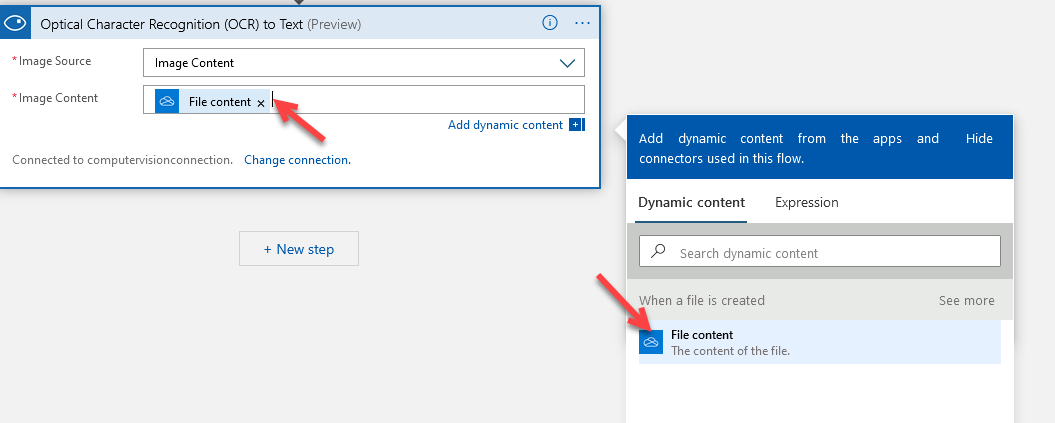 Optical Character Recognition (OCR) to Text (Preview)
* Image Source
Image Content
* Image Content
File content ×
Add dynamic content
Connected to computervisionconnection. Change connection.
+ New step
Add dynamic content from the apps and Hide
connectors used in this flow.
Dynamic content Expression
Search dynamic content
When a file is created See more
File content
The content of the file.